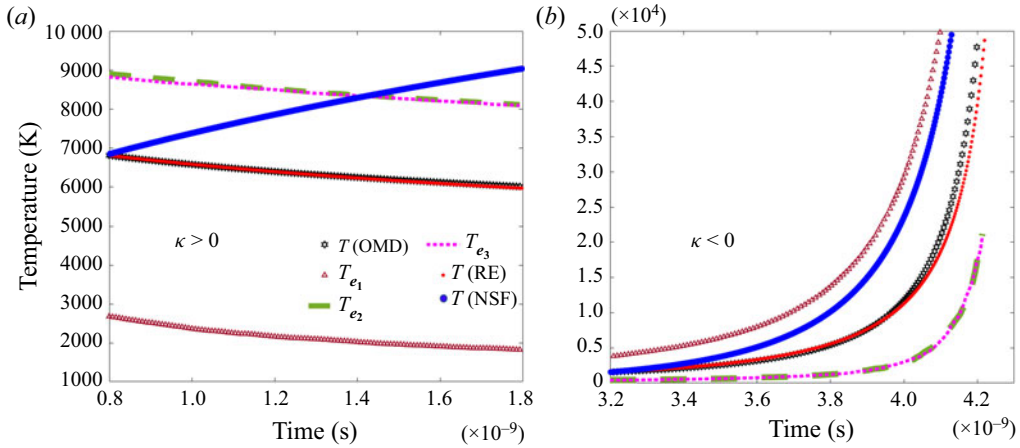 (a)
10 000
9000
8000
7000
6000
5000
4000
3000
2000
1000
Temperature (K)
κ > 0
T (OMD)
T_{e_1}
T_{e_2}
T_{e_3}
T (RE)
T (NSF)
0.8 1.0 1.2 1.4 1.6 1.8
Time (s) (×10⁻⁹)
(b) (×10⁴)
5.0
4.5
4.0
3.5
3.0
2.5
2.0
1.5
1.0
0.5
0
κ < 0
3.2 3.4 3.6 3.8 4.0 4.2
Time (s) (×10⁻⁹)